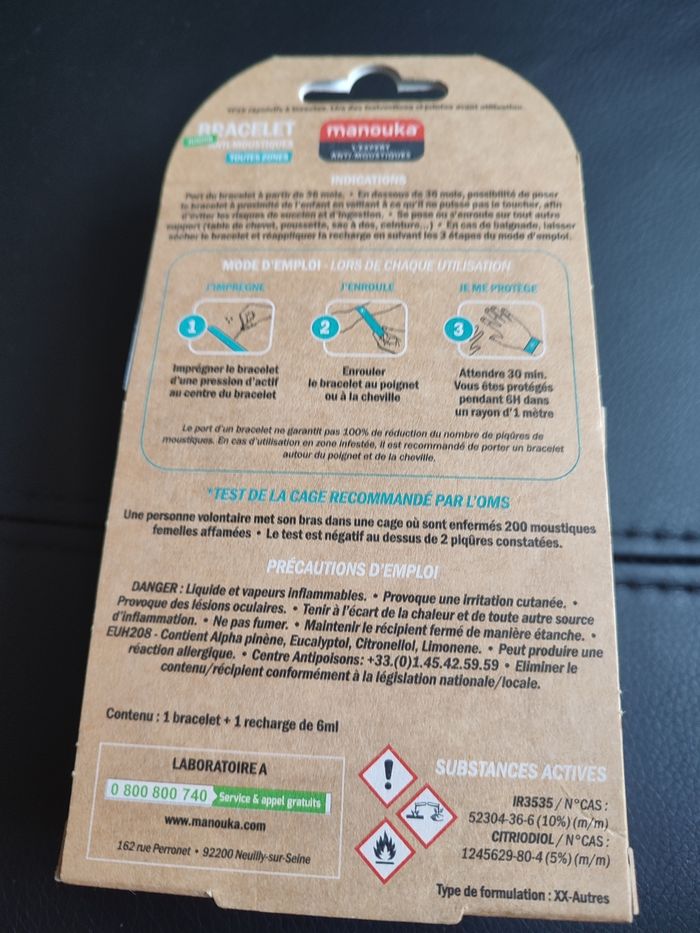 BRACELET
JUNIOR
ANTI-MOUSTIQUES
TOUTES ZONES
manouka
L'EXPERT
ANTI-MOUSTIQUES
INDICATIONS
Port du bracelet à partir de 36 mois. • En dessous de 36 mois, possibilité de poser
le bracelet à proximité de l'enfant en veillant à ce qu'il ne puisse pas le toucher, afin
d'éviter les risques de succion et d'ingestion. • Se pose ou s'enroule sur tout autre
support (table de chevet, poussette, sac à dos, ceinture...) • En cas de baignade, laisser
sécher le bracelet et réappliquer la recharge en suivant les 3 étapes du mode d'emploi.
MODE D'EMPLOI - LORS DE CHAQUE UTILISATION
J'IMPRÈGNE
J'ENROULE
JE ME PROTÈGE
1
2
3
Imprégner le bracelet
d'une pression d'actif
au centre du bracelet
Enrouler
le bracelet au poignet
ou à la cheville
Attendre 30 min.
Vous êtes protégés
pendant 6H dans
un rayon d'1 mètre
Le port d'un bracelet ne garantit pas 100% de réduction du nombre de piqûres de
moustiques. En cas d'utilisation en zone infestée, il est recommandé de porter un bracelet
autour du poignet et de la cheville.
*TEST DE LA CAGE RECOMMANDÉ PAR L'OMS
Une personne volontaire met son bras dans une cage où sont enfermés 200 moustiques
femelles affamées • Le test est négatif au dessus de 2 piqûres constatées.
PRÉCAUTIONS D'EMPLOI
DANGER : Liquide et vapeurs inflammables. • Provoque une irritation cutanée. •
Provoque des lésions oculaires. • Tenir à l'écart de la chaleur et de toute autre source
d'inflammation. • Ne pas fumer. • Maintenir le récipient fermé de manière étanche. •
EUH208 - Contient Alpha pinène, Eucalyptol, Citronellol, Limonene. • Peut produire une
réaction allergique. • Centre Antipoisons: +33.(0)1.45.42.59.59 • Eliminer le
contenu/récipient conformément à la législation nationale/locale.
Contenu : 1 bracelet + 1 recharge de 6ml
LABORATOIRE A
0 800 800 740 Service & appel gratuits
www.manouka.com
162 rue Perronet • 92200 Neuilly-sur-Seine
SUBSTANCES ACTIVES
IR3535 / N°CAS :
52304-36-6 (10%) (m/m)
CITRIODIOL / N°CAS :
1245629-80-4 (5%) (m/m)
Type de formulation : XX-Autres